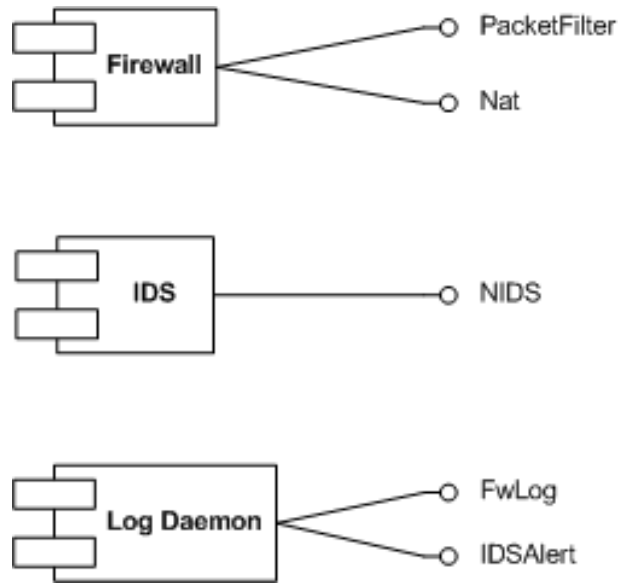 PacketFilter
Firewall
Nat
IDS
NIDS
FwLog
Log Daemon
IDSAlert